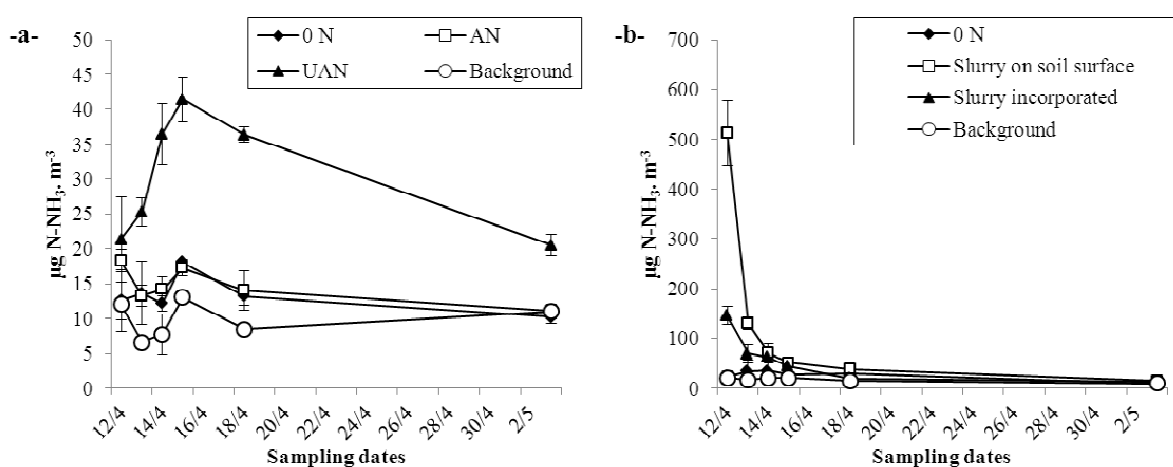 -a-
0 N
AN
UAN
Background
µg N-NH3. m-3
50
45
40
35
30
25
20
15
10
5
0
12/4
14/4
16/4
18/4
20/4
22/4
24/4
26/4
28/4
30/4
2/5
Sampling dates
-b-
0 N
Slurry on soil surface
Slurry incorporated
Background
µg N-NH3. m-3
700
600
500
400
300
200
100
0
12/4
14/4
16/4
18/4
20/4
22/4
24/4
26/4
28/4
30/4
2/5
Sampling dates